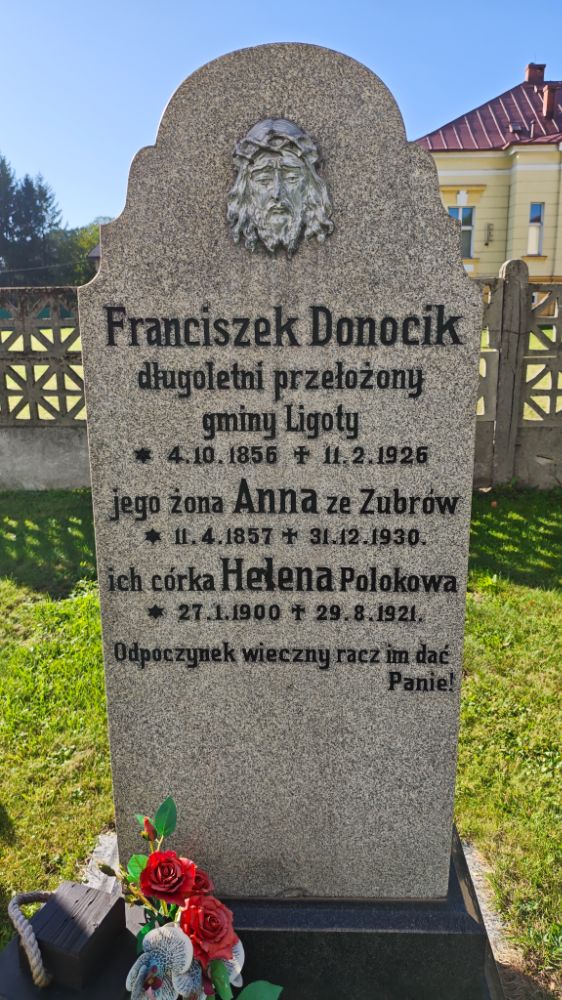 Franciszek Donocik
długoletni przełożony
gminy Ligoty
✶ 4.10.1856 ✝ 11.2.1926
jego żona Anna ze Zubrów
✶ 11.4.1857 ✝ 31.12.1930.
ich córka Helena Polokowa
✶ 27.1.1900 ✝ 29.8.1921.
Odpoczynek wieczny racz im dać
Panie!